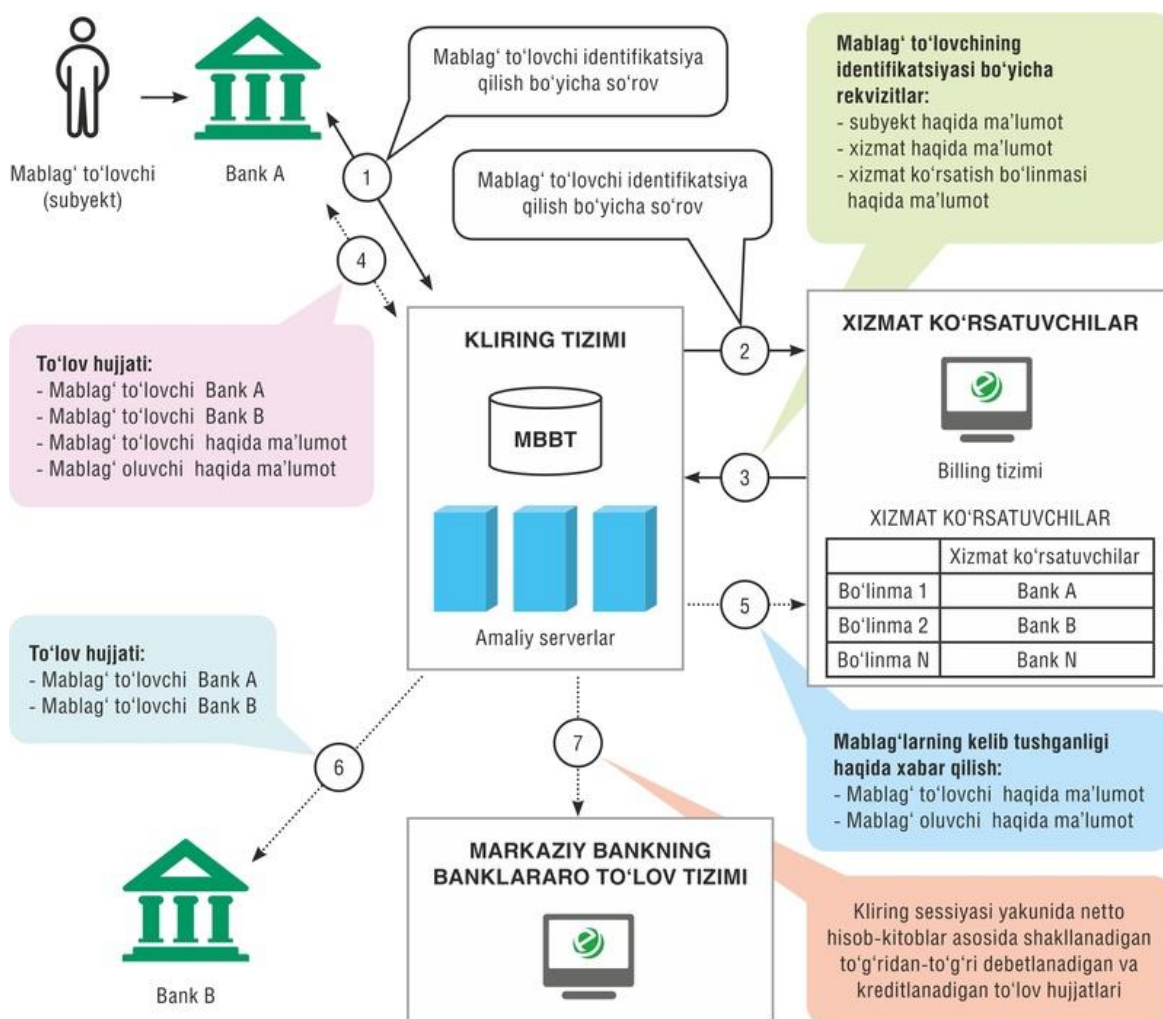 Mablag‘ to‘lovchi
(subyekt)
Bank A
Mablag‘ to‘lovchi identifikatsiya
qilish bo‘yicha so‘rov
1
Mablag‘ to‘lovchi identifikatsiya
qilish bo‘yicha so‘rov
Mablag‘ to‘lovchining
identifikatsiyasi bo‘yicha
rekvizitlar:
- subyekt haqida ma’lumot
- xizmat haqida ma’lumot
- xizmat ko‘rsatish bo‘linmasi
haqida ma’lumot
4
To‘lov hujjati:
- Mablag‘ to‘lovchi Bank A
- Mablag‘ to‘lovchi Bank B
- Mablag‘ to‘lovchi haqida ma’lumot
- Mablag‘ oluvchi haqida ma’lumot
KLIRING TIZIMI
MBBT
Amaliy serverlar
2
3
5
XIZMAT KO‘RSATUVCHILAR
Billing tizimi
XIZMAT KO‘RSATUVCHILAR
Xizmat ko‘rsatuvchilar
Bo‘linma 1 Bank A
Bo‘linma 2 Bank B
Bo‘linma N Bank N
To‘lov hujjati:
- Mablag‘ to‘lovchi Bank A
- Mablag‘ to‘lovchi Bank B
6
7
Mablag‘larning kelib tushganligi
haqida xabar qilish:
- Mablag‘ to‘lovchi haqida ma’lumot
- Mablag‘ oluvchi haqida ma’lumot
Bank B
MARKAZIY BANKNING
BANKLARARO TO‘LOV TIZIMI
Kliring sessiyasi yakunida netto
hisob-kitoblar asosida shakllanadigan
to‘g‘ridan-to‘g‘ri debetlanadigan va
kreditlanadigan to‘lov hujjatlari